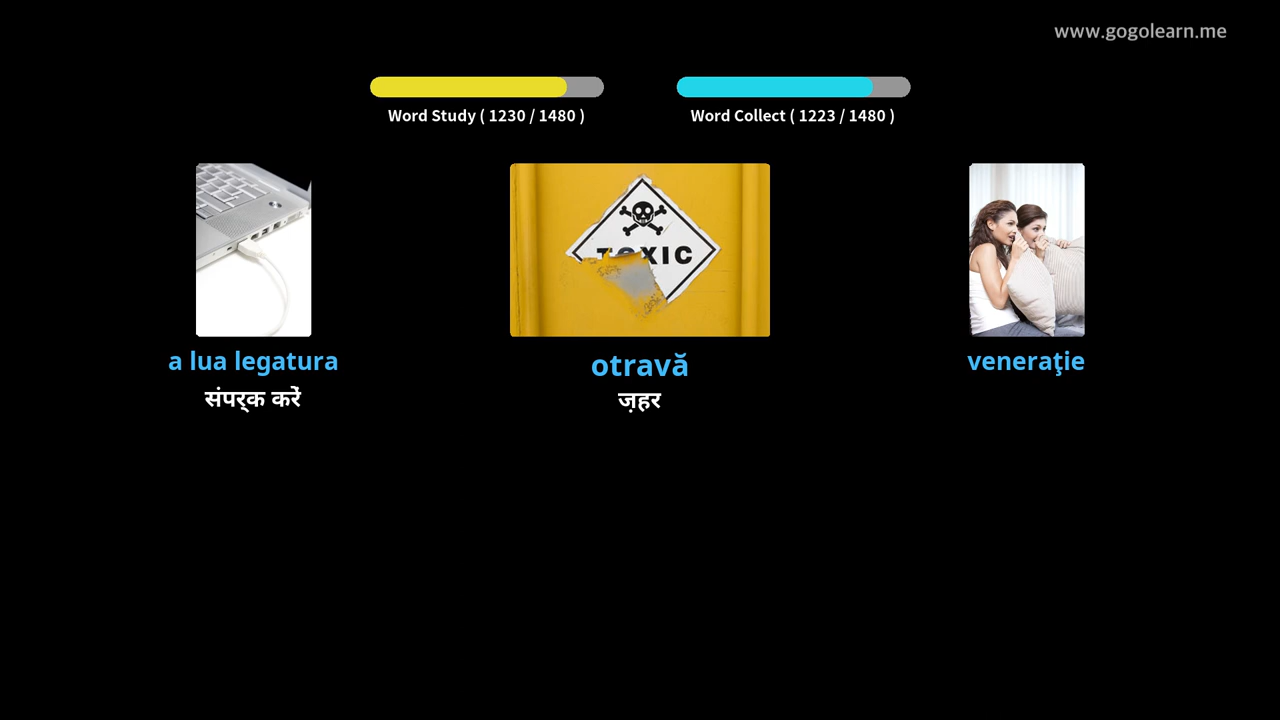 www.gogolearn.me
Word Study ( 1230 / 1480 )
Word Collect ( 1223 / 1480 )
TOXIC
a lua legatura
otravă
veneraţie
संपर्क करें
ज़हर